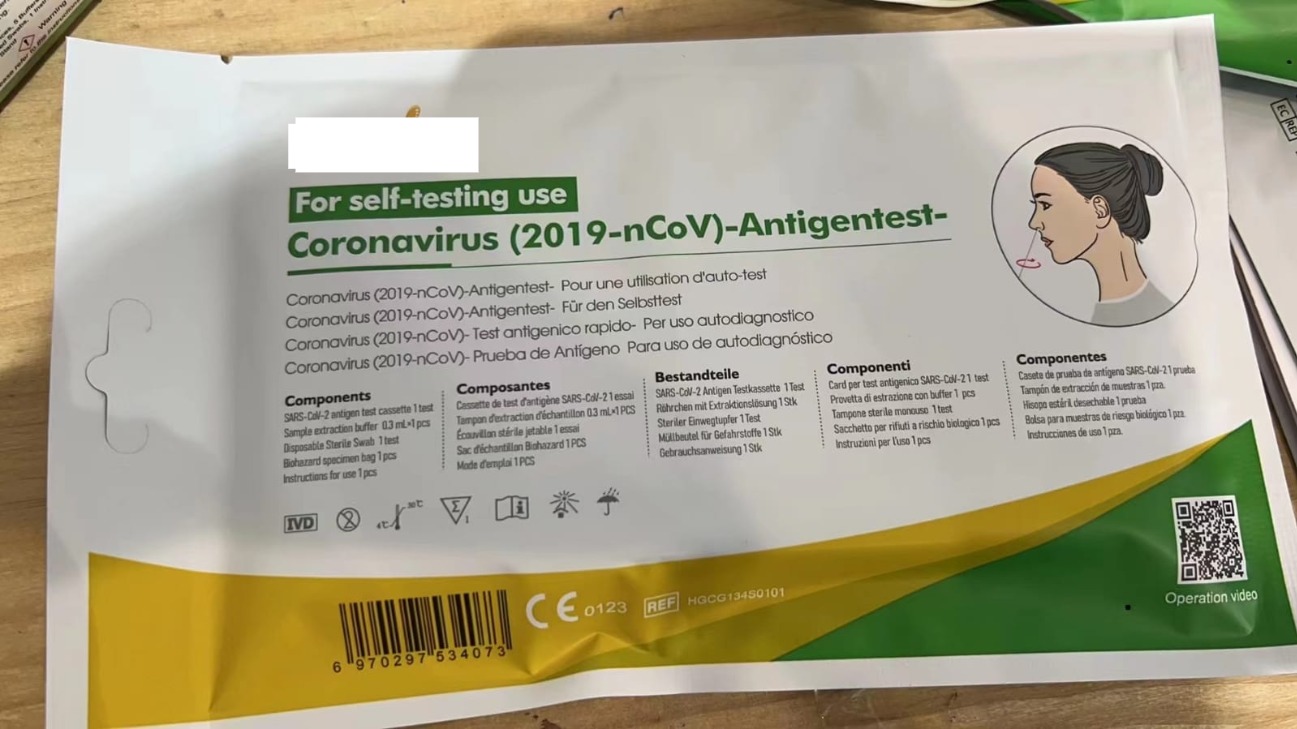 For self-testing use
Coronavirus (2019-nCoV)-Antigentest-
Coronavirus (2019-nCoV)-Antigentest- Pour une utilisation d'auto-test
Coronavirus (2019-nCoV)-Antigentest- Für den Selbsttest
Coronavirus (2019-nCoV)- Test antigenico rapido- Per uso autodiagnostico
Coronavirus (2019-nCoV)- Prueba de Antígeno Para uso de autodiagnóstico
Components
SARS-CoV-2 antigen test cassette 1 test
Sample extraction buffer 0.3 mL×1 pcs
Disposable Sterile Swab 1 test
Biohazard specimen bag 1 pcs
Instructions for use 1 pcs
Composantes
Cassette de test d'antigène SARS-CoV-2 1 essai
Tampon d'extraction d'échantillon 0.3 mL×1 PCS
Écouvillon stérile jetable 1 essai
Sac d'échantillon Biohazard 1 PCS
Mode d'emploi 1 PCS
Bestandteile
SARS-CoV-2 Antigen Testkassette 1 Test
Röhrchen mit Extraktionslösung 1 Stk
Steriler Einwegtupfer 1 Test
Müllbeutel für Gefahrstoffe 1 Stk
Gebrauchsanweisung 1 Stk
Componenti
Card per test antigenico SARS-CoV-2 1 test
Provetta di estrazione con buffer 1 pcs
Tampone sterile monouso 1 test
Sacchetto per rifiuti a rischio biologico 1 pcs
Instruzioni per l'uso 1 pcs
Componentes
Casete de prueba de antígeno SARS-CoV-2 1 prueba
Tampón de extracción de muestras 1 pza.
Hisopo estéril desechable 1 prueba
Bolsa para muestras de riesgo biológico 1 pza.
Instrucciones de uso 1 pza.
IVD
2
4℃
30℃
Σ
1
i
6 970297 534073
CE 0123
REF HGCG134S0101
Operation video
Warning
EC REP